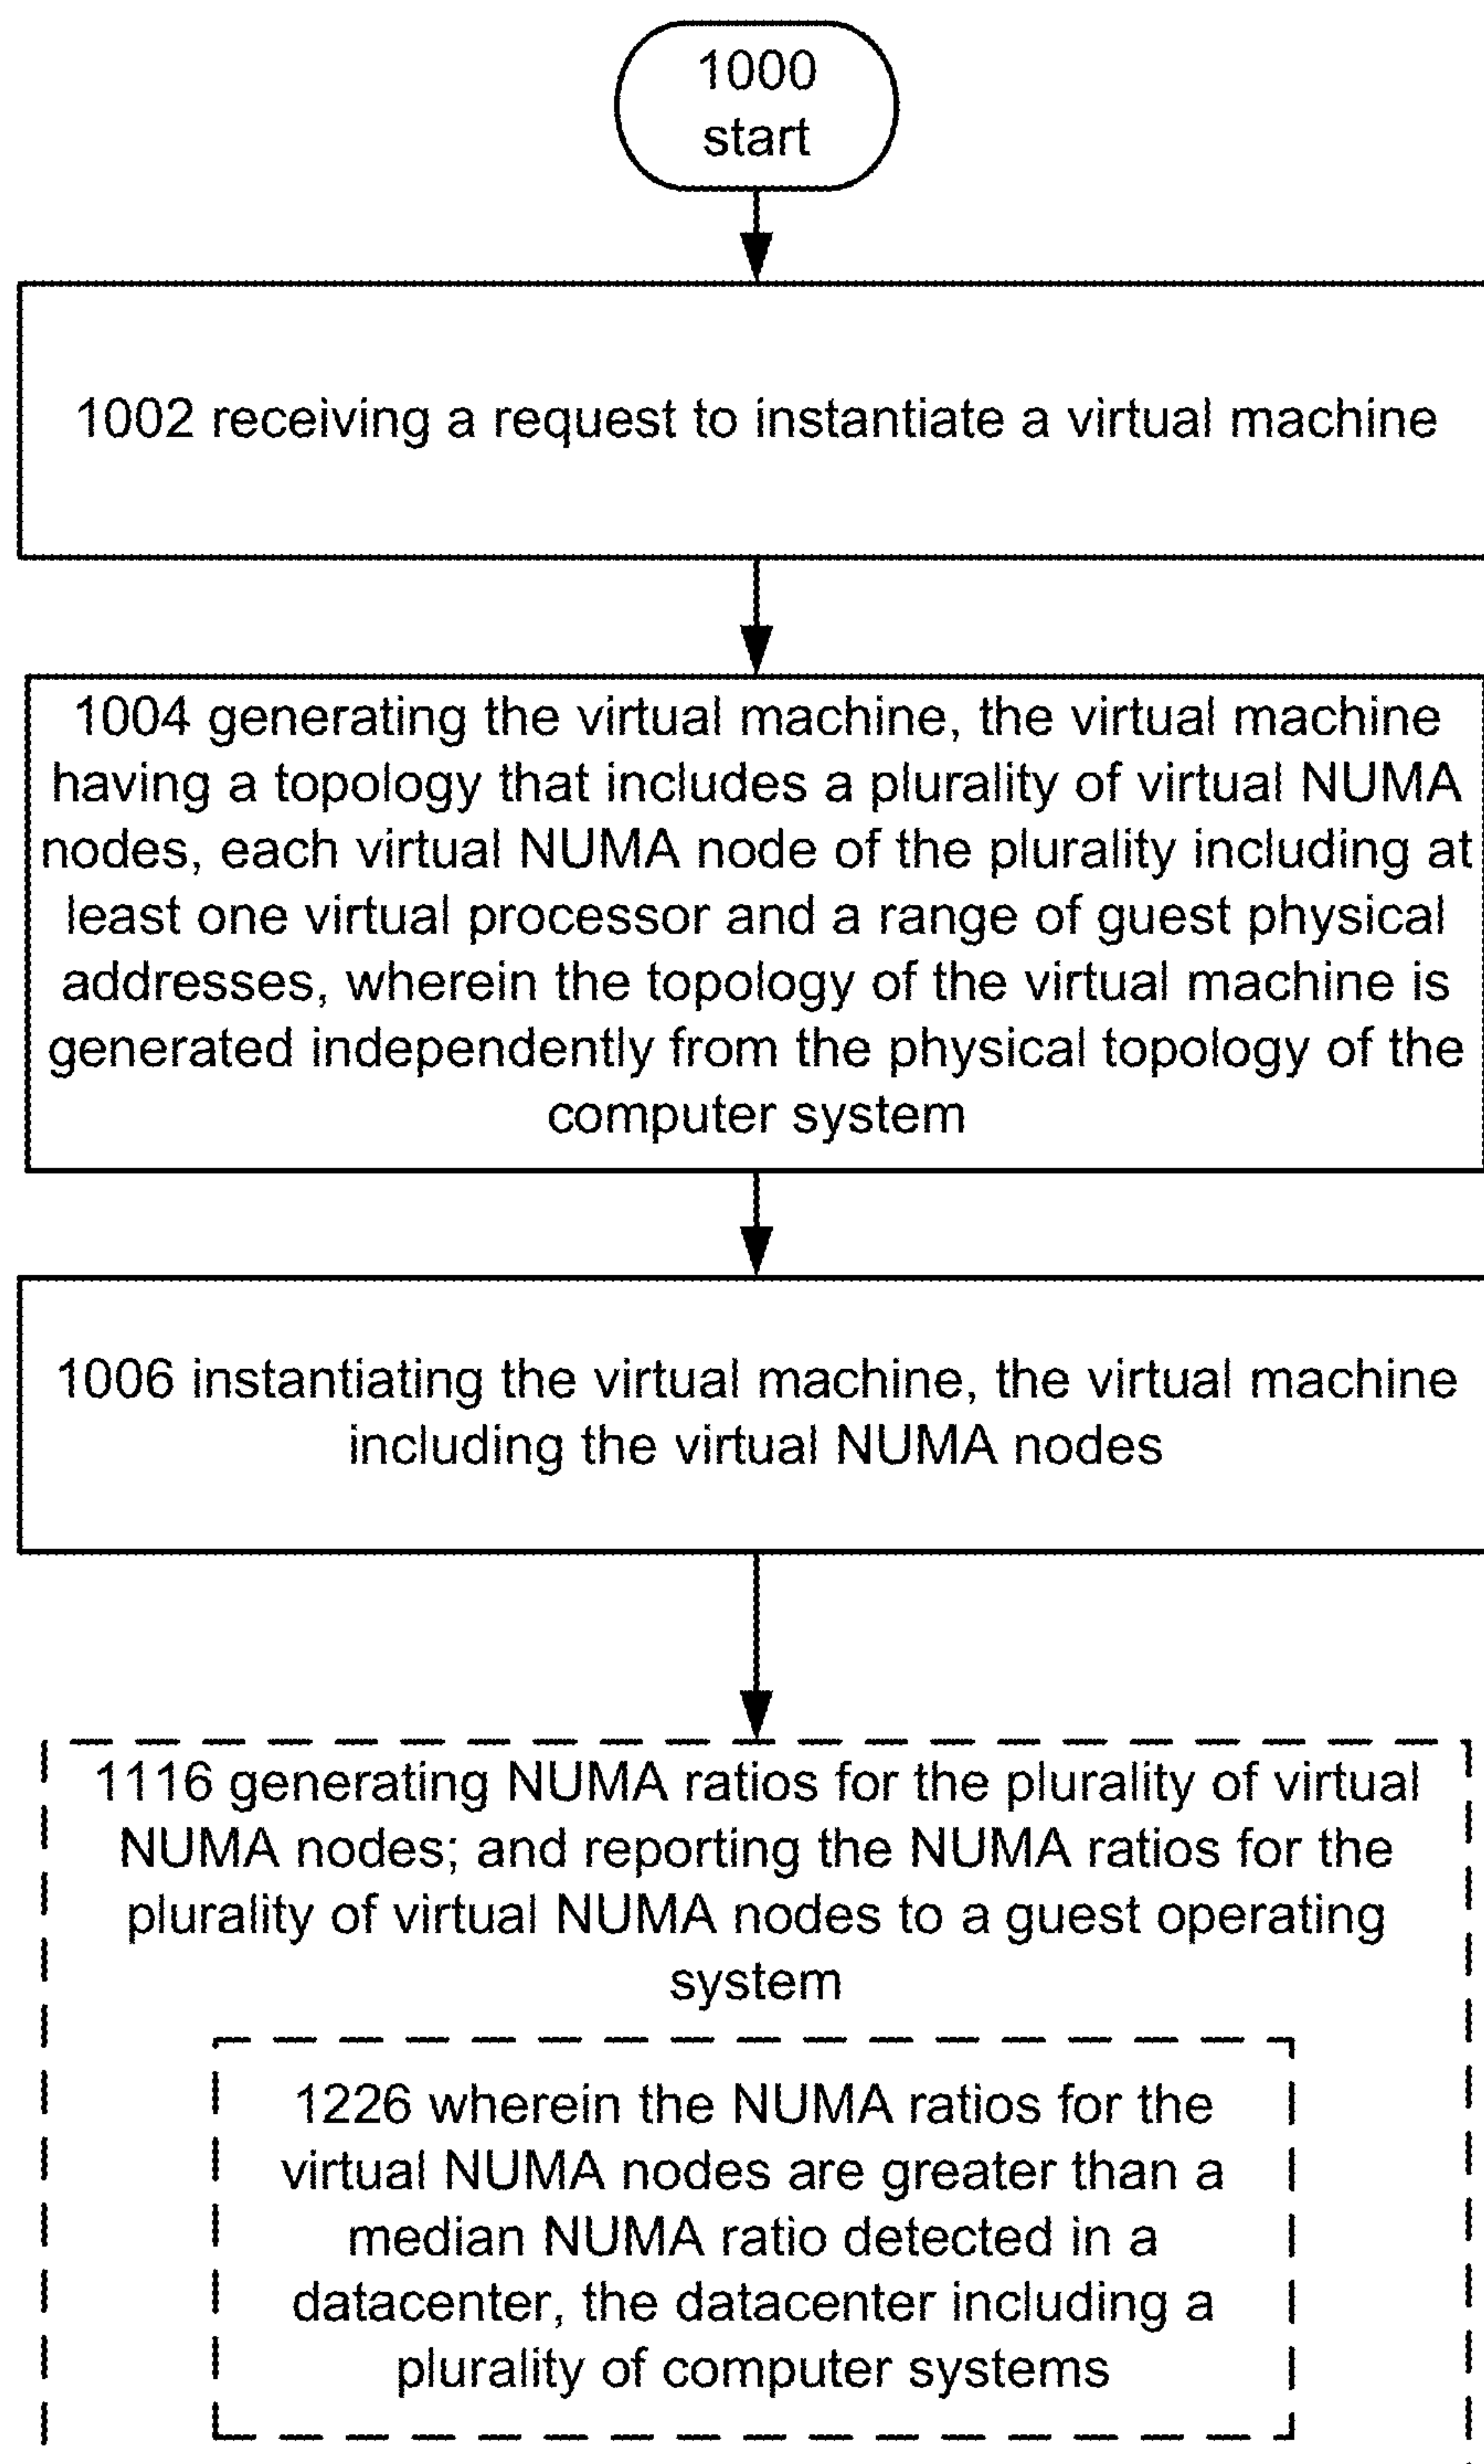 1000
start
1002 receiving a request to instantiate a virtual machine
1004 generating the virtual machine, the virtual machine
having a topology that includes a plurality of virtual NUMA
nodes, each virtual NUMA node of the plurality including at
least one virtual processor and a range of guest physical
addresses, wherein the topology of the virtual machine is
generated independently from the physical topology of the
computer system
1006 instantiating the virtual machine, the virtual machine
including the virtual NUMA nodes
1116 generating NUMA ratios for the plurality of virtual
NUMA nodes; and reporting the NUMA ratios for the
plurality of virtual NUMA nodes to a guest operating
system
1226 wherein the NUMA ratios for the
virtual NUMA nodes are greater than a
median NUMA ratio detected in a
datacenter, the datacenter including a
plurality of computer systems